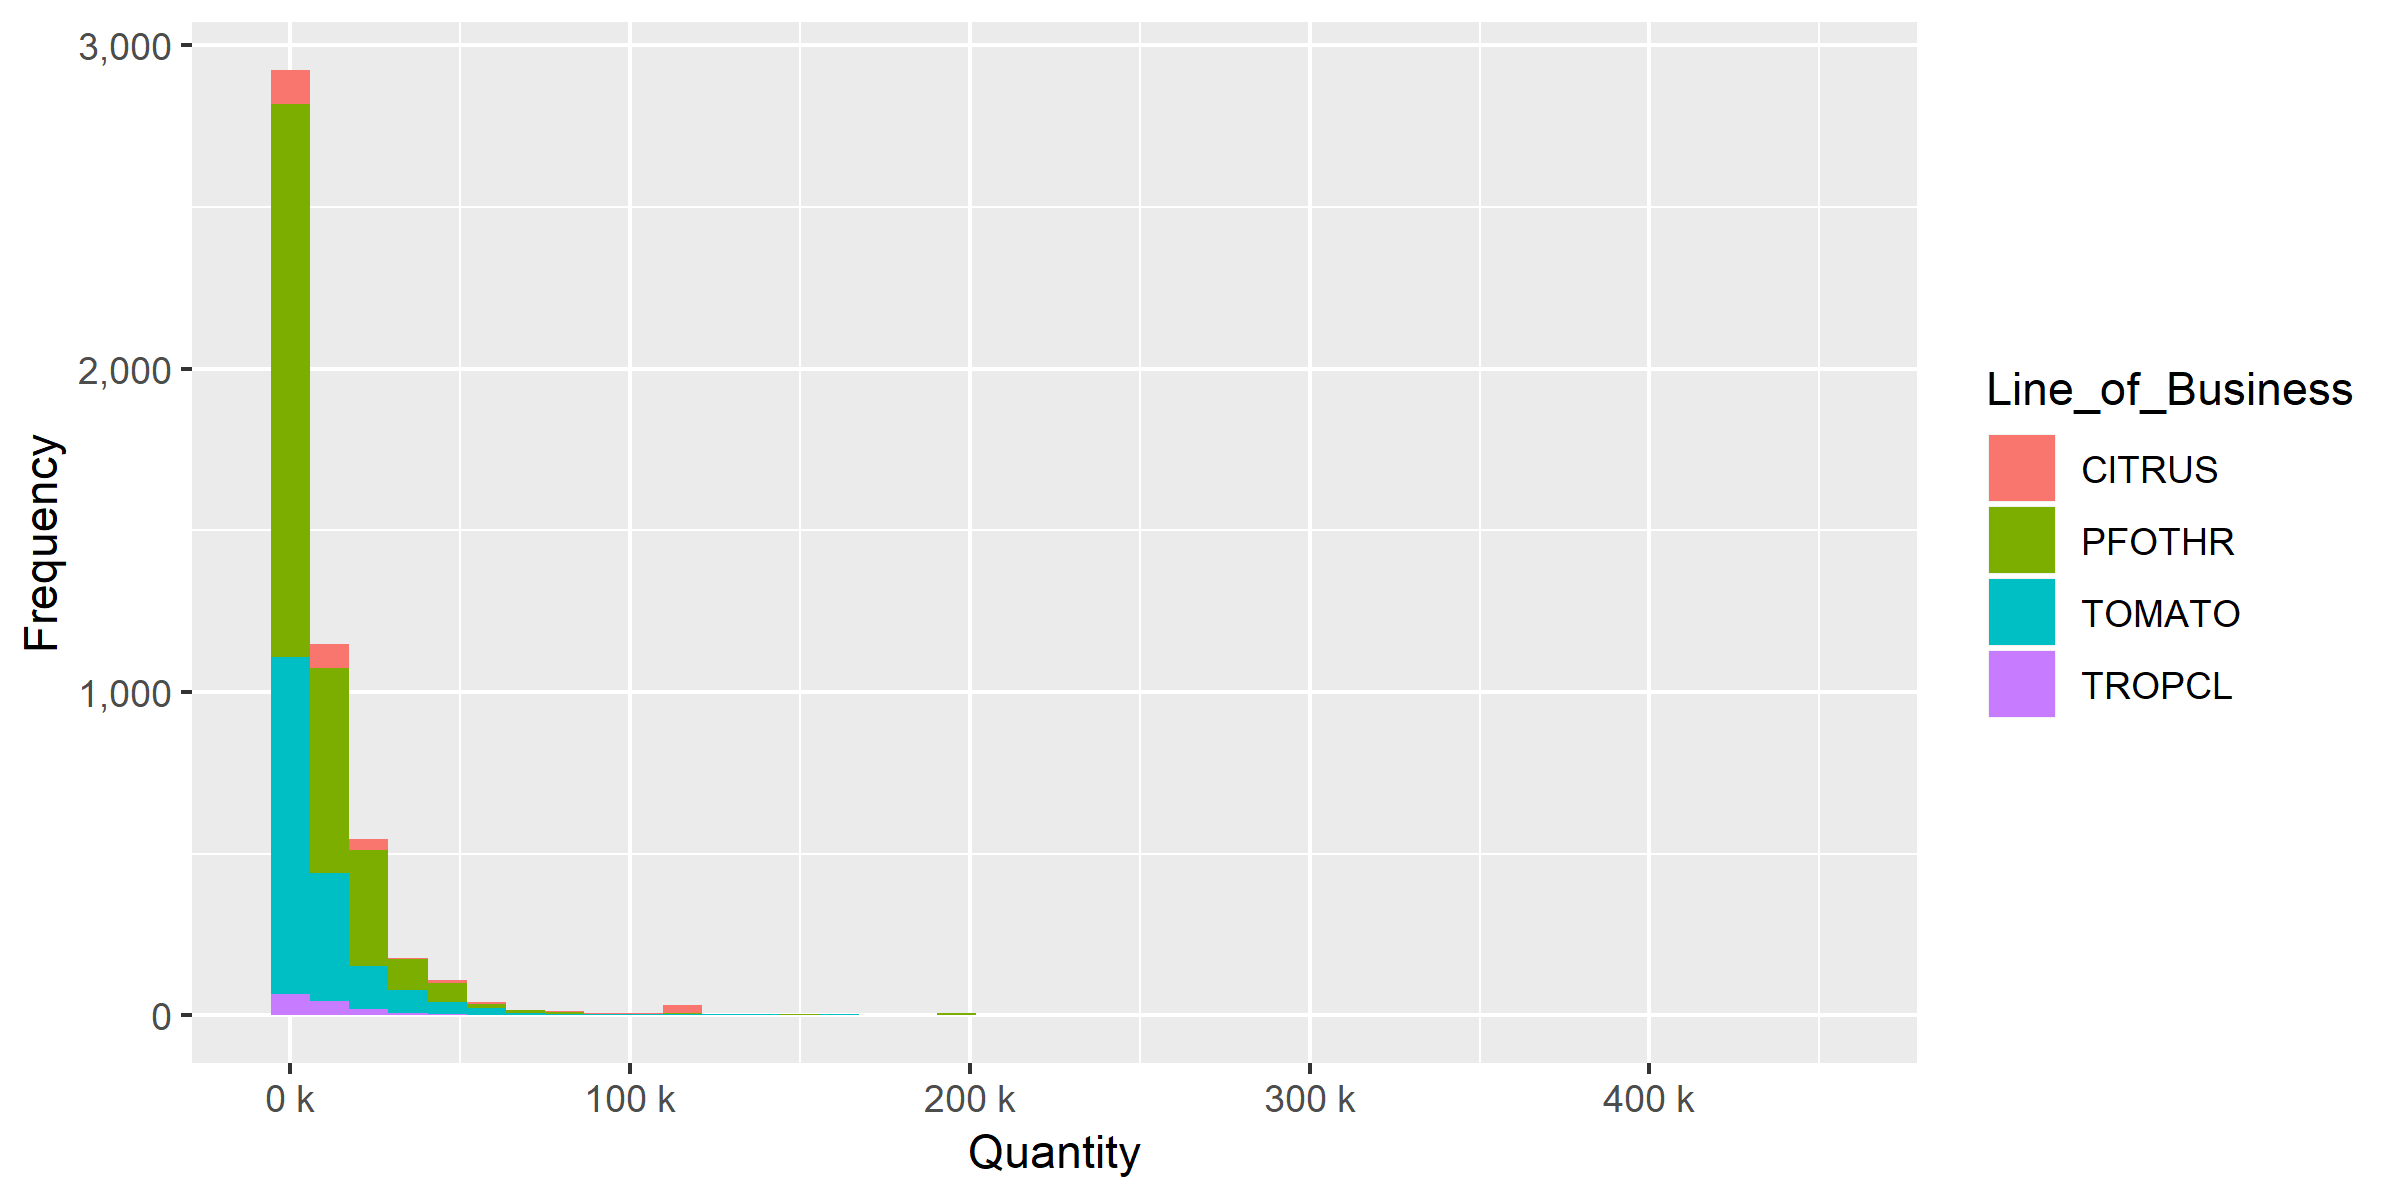 3,000
2,000
1,000
0
Frequency
0 k 100 k 200 k 300 k 400 k
Quantity
Line_of_Business
CITRUS
PFOTHR
TOMATO
TROPCL